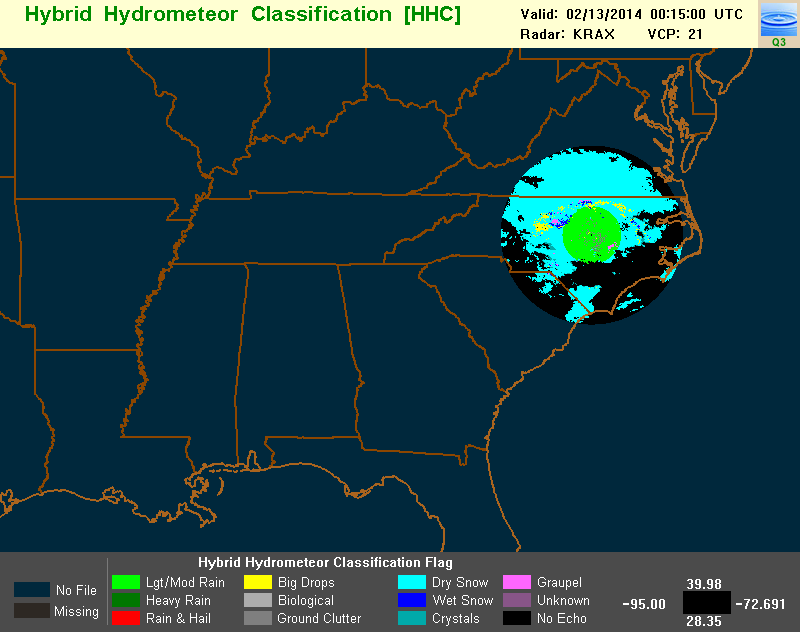 Hybrid Hydrometeor Classification [HHC]
Valid: 02/13/2014 00:15:00 UTC
Radar: KRAX VCP: 21
Q3
Hybrid Hydrometeor Classification Flag
No File Lgt/Mod Rain Big Drops Dry Snow Graupel 39.98
Missing Heavy Rain Biological Wet Snow Unknown -95.00 -72.691
Rain & Hail Ground Clutter Crystals No Echo 28.35